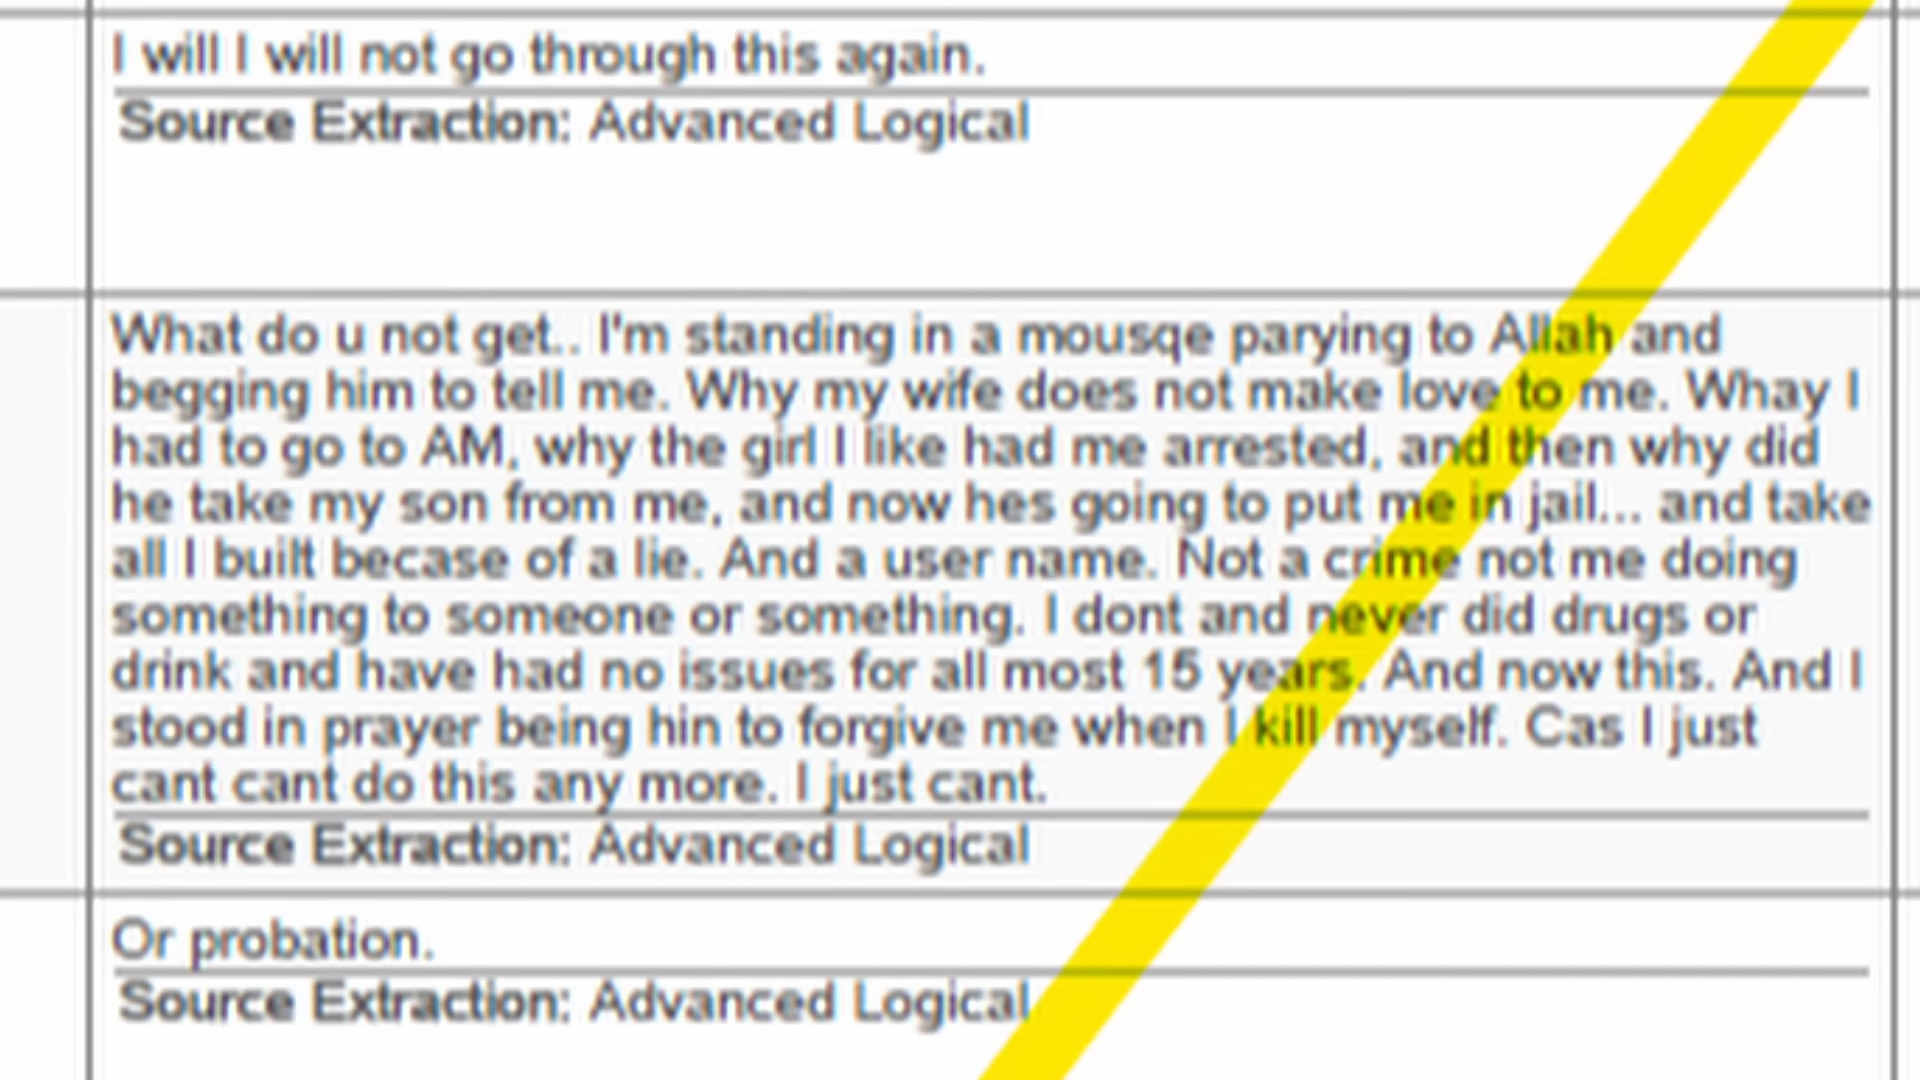 I will I will not go through this again.
Source Extraction: Advanced Logical
What do u not get.. I'm standing in a mousqe parying to Allah and
begging him to tell me. Why my wife does not make love to me. Whay I
had to go to AM, why the girl I like had me arrested, and then why did
he take my son from me, and now hes going to put me in jail... and take
all I built becase of a lie. And a user name. Not a crime not me doing
something to someone or something. I dont and never did drugs or
drink and have had no issues for all most 15 years. And now this. And I
stood in prayer being hin to forgive me when I kill myself. Cas I just
cant cant do this any more. I just cant.
Source Extraction: Advanced Logical
Or probation.
Source Extraction: Advanced Logical